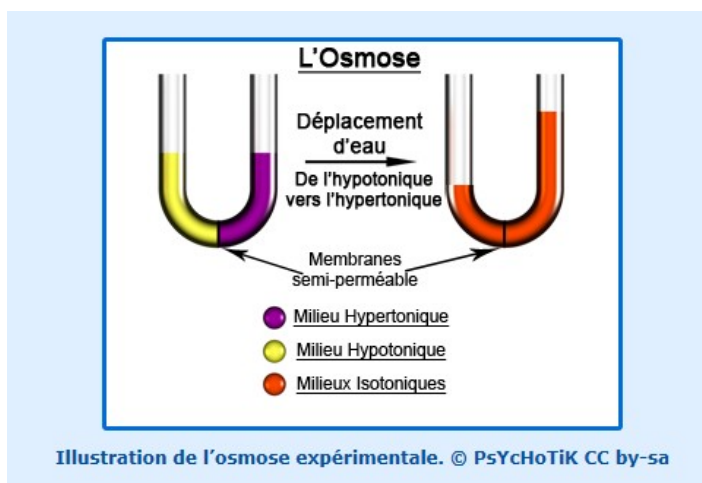 L'Osmose
Déplacement
d'eau
De l'hypotonique
vers l'hypertonique
Membranes
semi-perméable
Milieu Hypertonique
Milieu Hypotonique
Milieux Isotoniques
Illustration de l’osmose expérimentale. © PsYcHoTiK CC by-sa